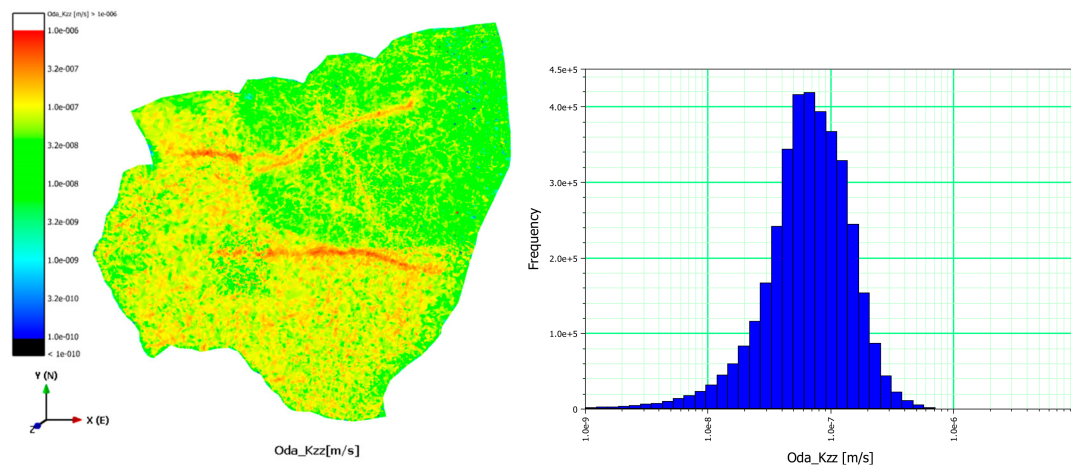 Oda_Kzz [m/s] > 1e-006
1.0e-006
3.2e-007
1.0e-007
3.2e-008
1.0e-008
3.2e-009
1.0e-009
3.2e-010
1.0e-010
< 1e-010
Y (N)
X (E)
Z
Oda_Kzz[m/s]
Frequency
4.5e+5
4.0e+5
3.0e+5
2.0e+5
1.0e+5
0
1.0e-9
1.0e-8
1.0e-7
1.0e-6
Oda_Kzz [m/s]